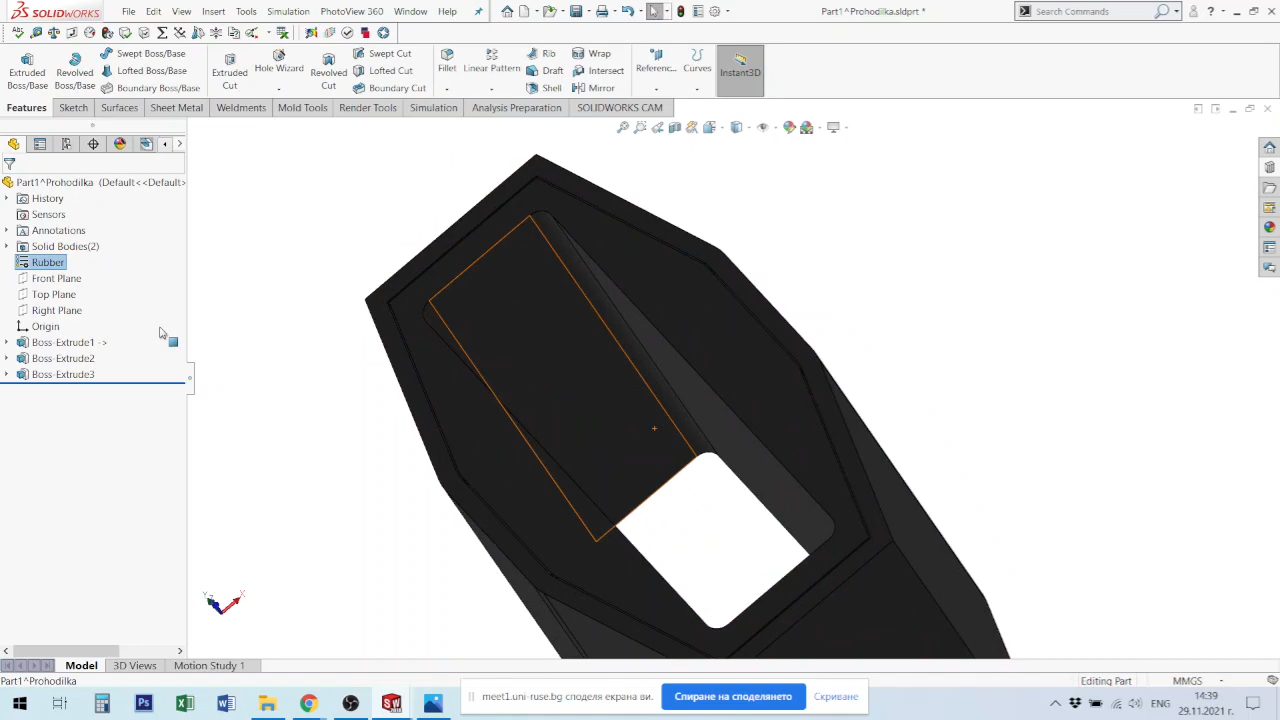 SOLIDWORKS
File Edit View Insert Tools Simulation PhotoView 360 Window Help
Part1^Prohodilka.sldprt *
Search Commands
Extruded Boss/Base
Revolved Boss/Base
Swept Boss/Base
Lofted Boss/Base
Boundary Boss/Base
Extruded Cut
Hole Wizard
Revolved Cut
Swept Cut
Lofted Cut
Boundary Cut
Fillet
Linear Pattern
Rib
Draft
Shell
Wrap
Intersect
Mirror
Referenc...
Curves
Instant3D
Features Sketch Surfaces Sheet Metal Weldments Mold Tools Render Tools Simulation Analysis Preparation SOLIDWORKS CAM
Part1^Prohodilka (Default<<Default>
History
Sensors
Annotations
Solid Bodies(2)
Rubber
Front Plane
Top Plane
Right Plane
Origin
Boss-Extrude1 ->
Boss-Extrude2
Boss-Extrude3
Model 3D Views Motion Study 1
Part1^Prohodilka
Editing Part MMGS
meet1.uni-ruse.bg споделя екрана ви. Спиране на споделянето Скриване
ENG
14:39
29.11.2021 г.